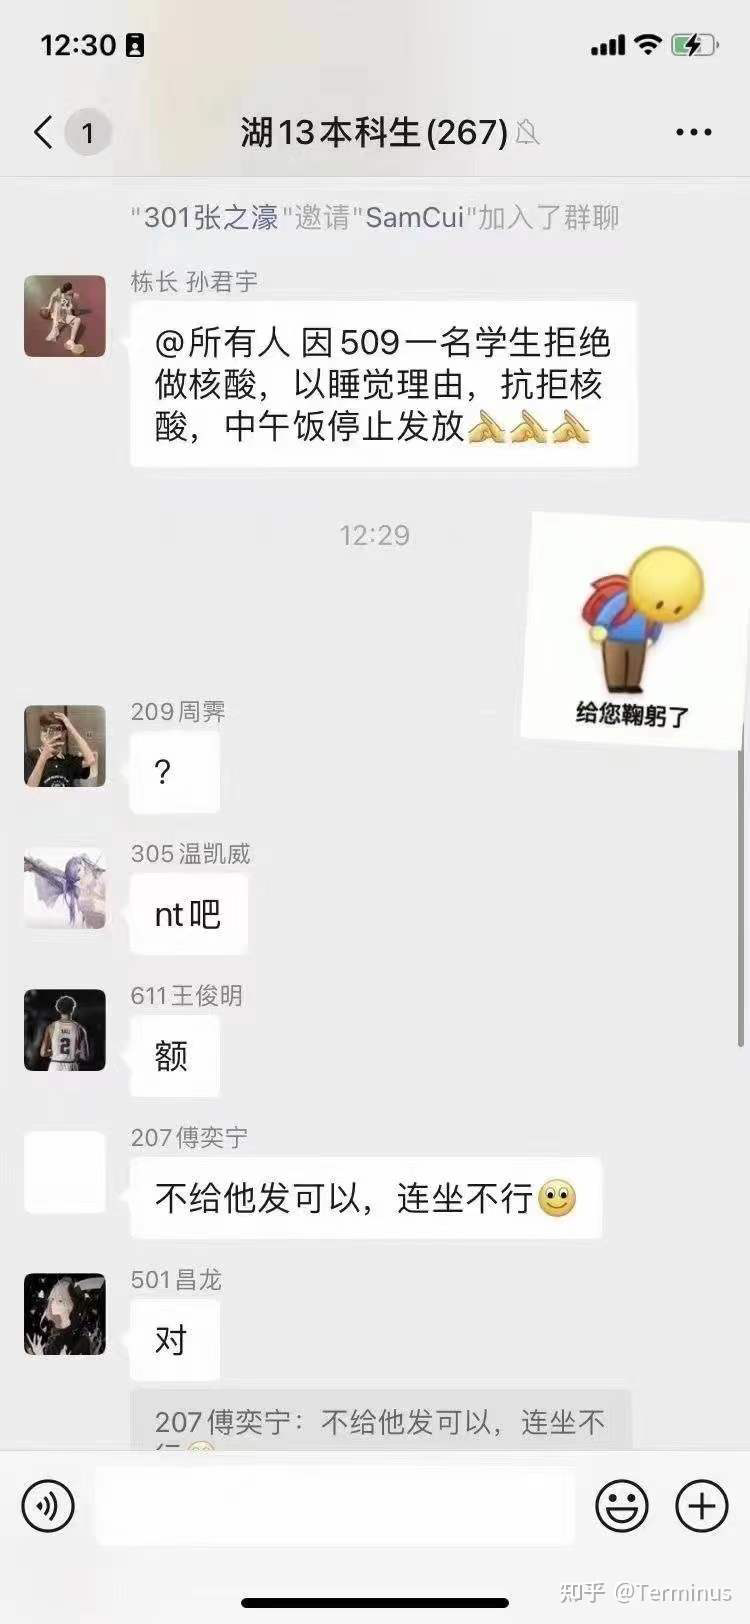 12:30
1
湖13本科生(267)
"301张之濠"邀请"SamCui"加入了群聊
栋长 孙君宇
@所有人 因509一名学生拒绝
做核酸，以睡觉理由，抗拒核
酸，中午饭停止发放
12:29
给您鞠躬了
209周霁
?
305温凯威
nt吧
611王俊明
额
207傅奕宁
不给他发可以，连坐不行
501昌龙
对
207傅奕宁：不给他发可以，连坐不
行
知乎 @Terminus